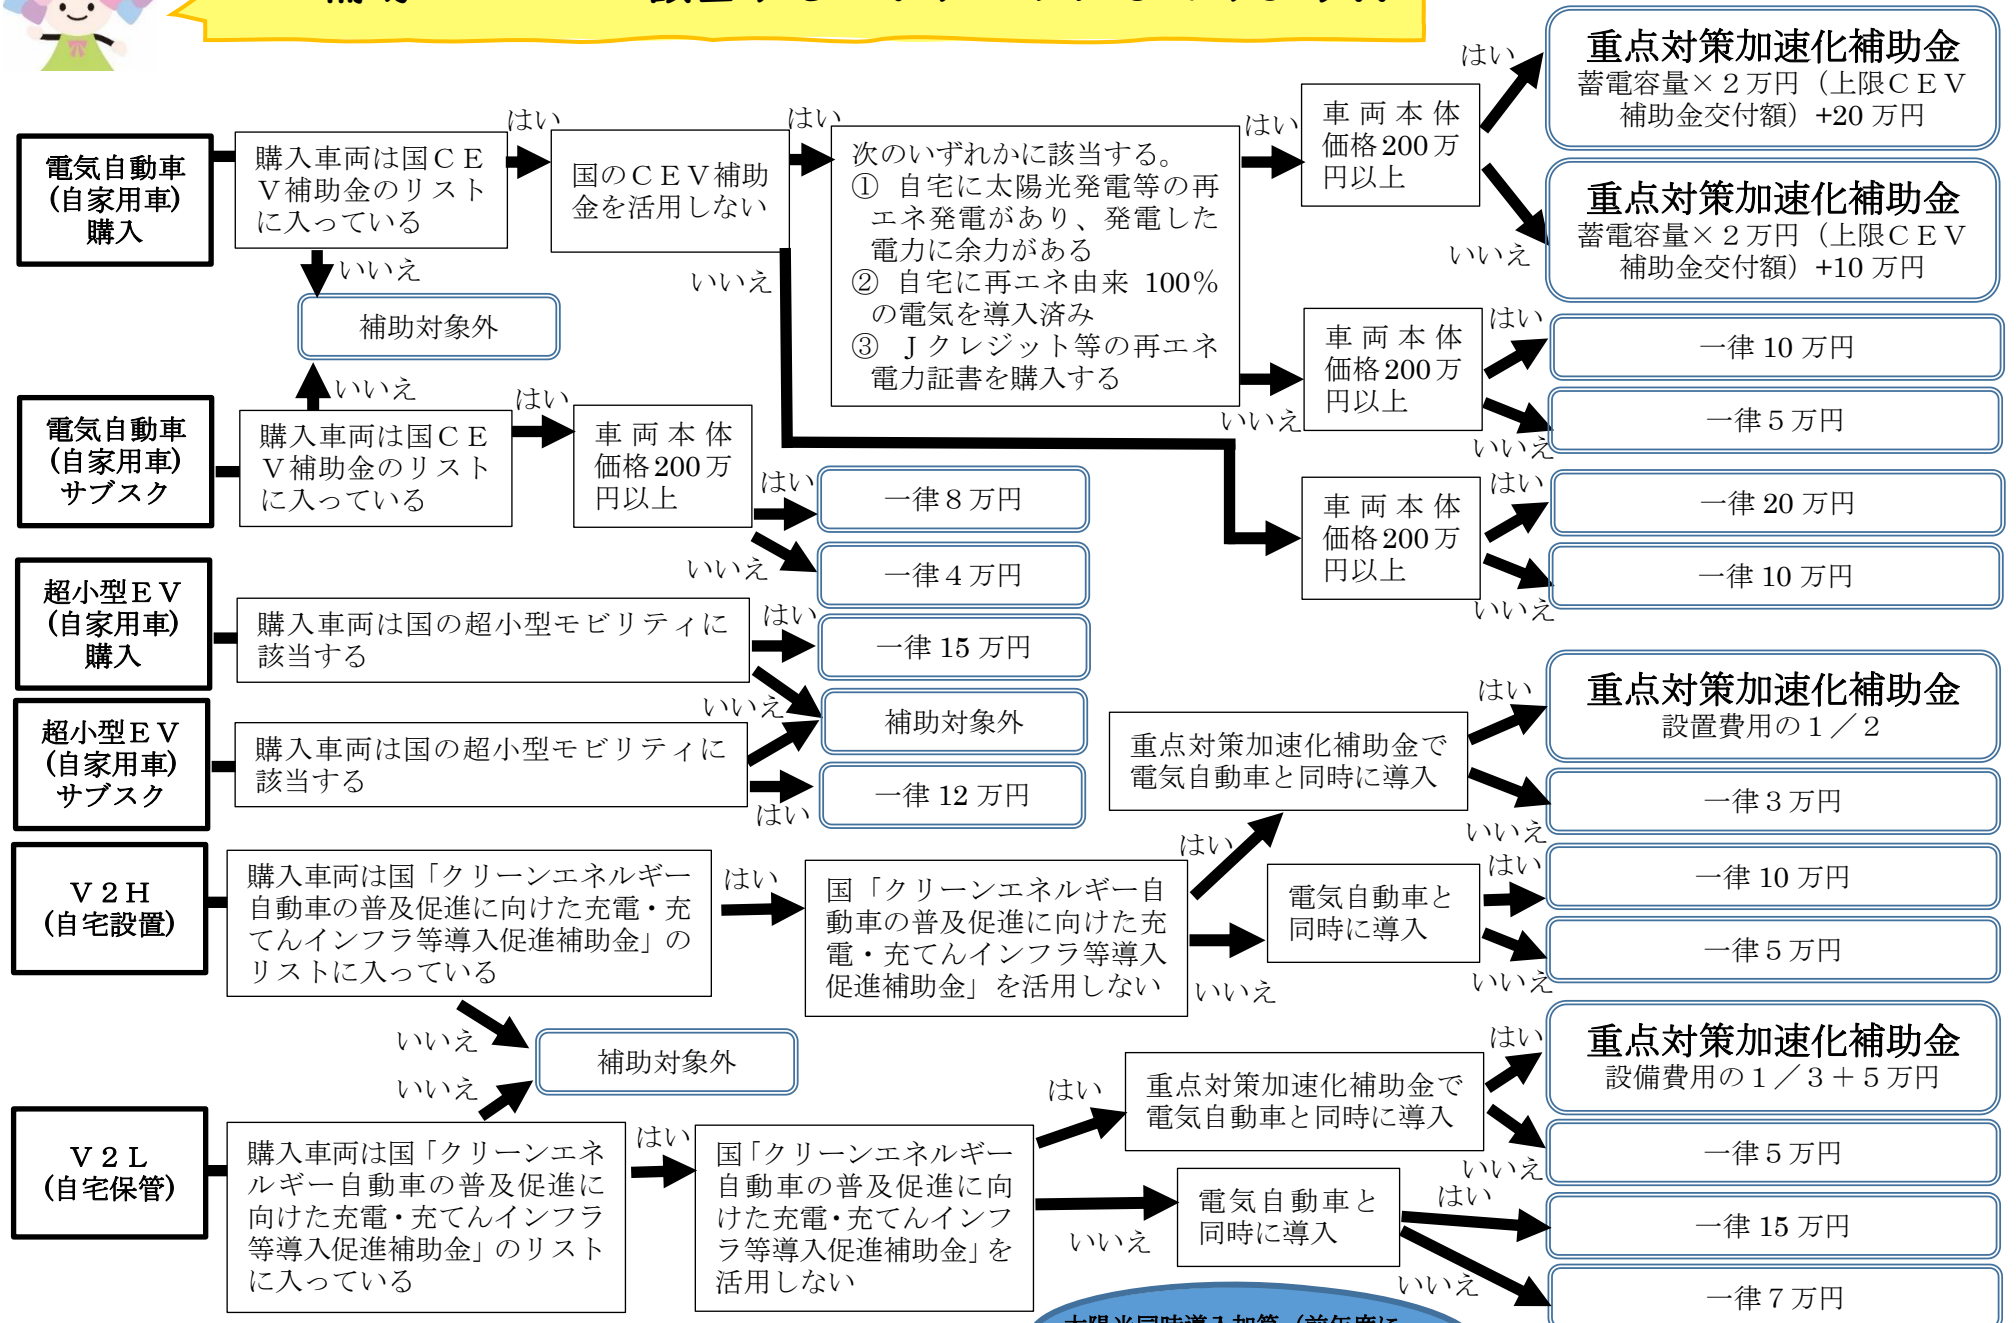 重点対策加速化補助金
蓄電容量×２万円（上限ＣＥＶ
補助金交付額）+20 万円
はい
電気自動車
(自家用車)
購入
購入車両は国ＣＥ
Ｖ補助金のリスト
に入っている
はい
国のＣＥＶ補助
金を活用しない
はい
次のいずれかに該当する。
① 自宅に太陽光発電等の再
エネ発電があり、発電した
電力に余力がある
② 自宅に再エネ由来 100％
の電気を導入済み
③ Ｊクレジット等の再エネ
電力証書を購入する
はい
車両本体
価格200万
円以上
いいえ
重点対策加速化補助金
蓄電容量×２万円（上限ＣＥＶ
補助金交付額）+10 万円
いいえ
いいえ
補助対象外
いいえ
車両本体
価格200万
円以上
はい
一律 10 万円
いいえ
一律５万円
いいえ
電気自動車
(自家用車)
サブスク
購入車両は国ＣＥ
Ｖ補助金のリスト
に入っている
はい
車両本体
価格200万
円以上
はい
一律８万円
いいえ
一律４万円
車両本体
価格200万
円以上
はい
一律 20 万円
いいえ
一律 10 万円
超小型ＥＶ
(自家用車)
購入
購入車両は国の超小型モビリティに
該当する
はい
一律 15 万円
いいえ
補助対象外
超小型ＥＶ
(自家用車)
サブスク
購入車両は国の超小型モビリティに
該当する
はい
一律 12 万円
重点対策加速化補助金で
電気自動車と同時に導入
はい
重点対策加速化補助金
設置費用の１／２
いいえ
一律３万円
Ｖ２Ｈ
(自宅設置)
購入車両は国「クリーンエネルギー
自動車の普及促進に向けた充電・充
てんインフラ等導入促進補助金」の
リストに入っている
はい
国「クリーンエネルギー自
動車の普及促進に向けた充
電・充てんインフラ等導入
促進補助金」を活用しない
はい
いいえ
電気自動車と
同時に導入
はい
一律 10 万円
いいえ
一律５万円
いいえ
補助対象外
いいえ
Ｖ２Ｌ
(自宅保管)
購入車両は国「クリーンエネ
ルギー自動車の普及促進に
向けた充電・充てんインフラ
等導入促進補助金」のリスト
に入っている
はい
国「クリーンエネルギー
自動車の普及促進に向
けた充電・充てんインフ
ラ等導入促進補助金」を
活用しない
はい
重点対策加速化補助金で
電気自動車と同時に導入
はい
重点対策加速化補助金
設備費用の１／３＋５万円
いいえ
一律５万円
いいえ
電気自動車と
同時に導入
はい
一律 15 万円
いいえ
一律７万円